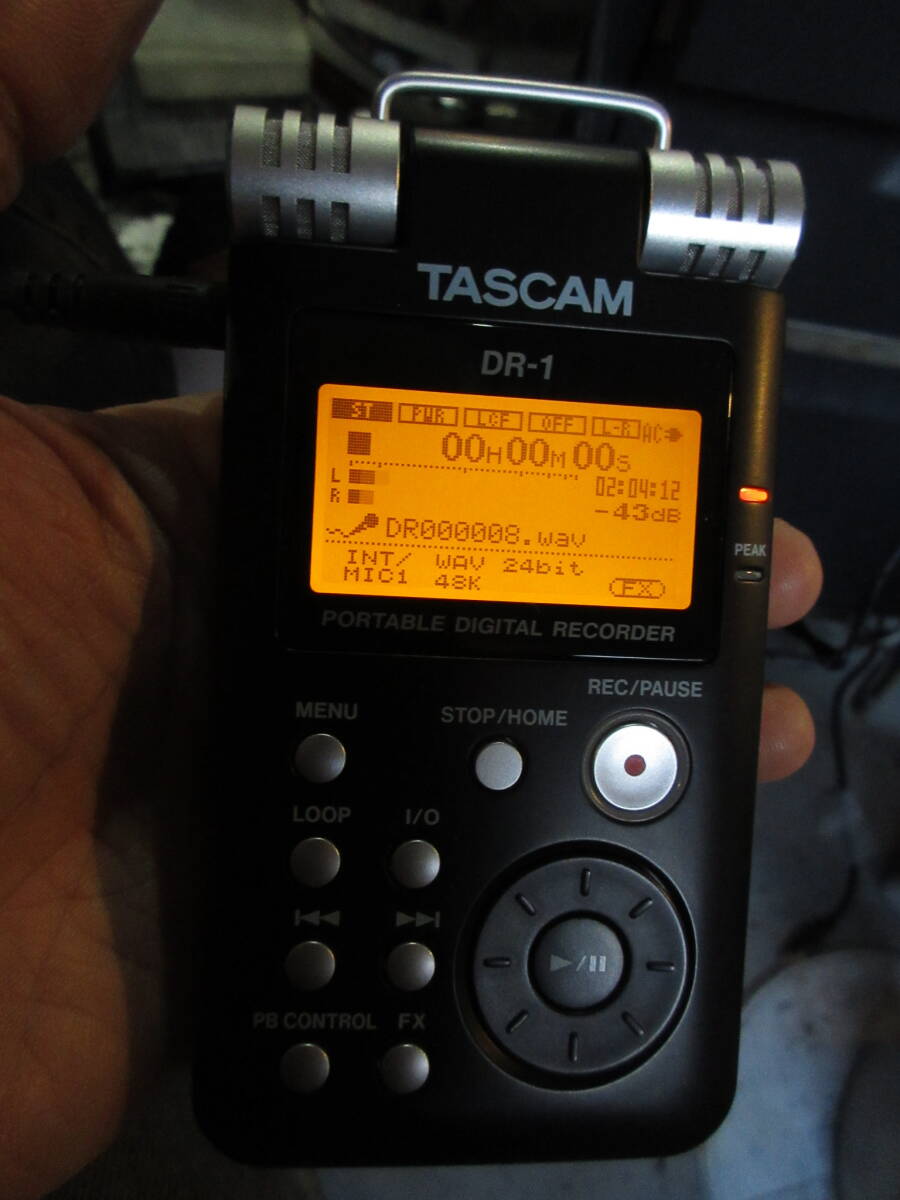 TASCAM
DR-1
ST PWR LCF OFF L-R AC
00H00M00S
L
02:04:12
R
-43dB
DR000008.wav
INT/ WAV 24bit
MIC1 48K FX
PEAK
PORTABLE DIGITAL RECORDER
REC/PAUSE
MENU STOP/HOME
LOOP I/O
PB CONTROL FX